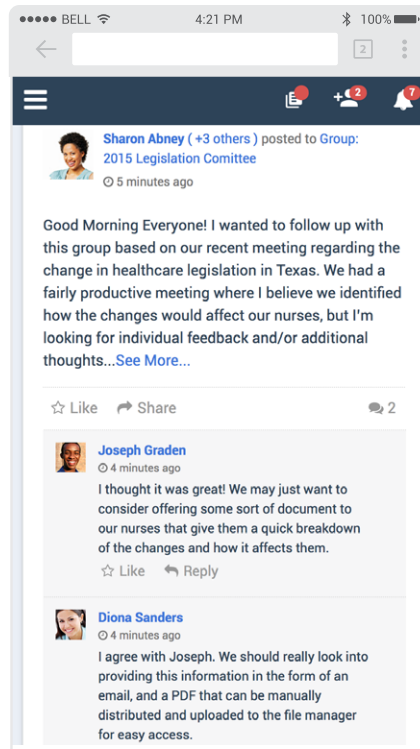 BELL 4:21 PM 100%
2
2 7
Sharon Abney ( +3 others ) posted to Group:
2015 Legislation Comittee
5 minutes ago
Good Morning Everyone! I wanted to follow up with
this group based on our recent meeting regarding the
change in healthcare legislation in Texas. We had a
fairly productive meeting where I believe we identified
how the changes would affect our nurses, but I'm
looking for individual feedback and/or additional
thoughts...See More...
Like Share 2
Joseph Graden
4 minutes ago
I thought it was great! We may just want to
consider offering some sort of document to
our nurses that give them a quick breakdown
of the changes and how it affects them.
Like Reply
Diona Sanders
4 minutes ago
I agree with Joseph. We should really look into
providing this information in the form of an
email, and a PDF that can be manually
distributed and uploaded to the file manager
for easy access.